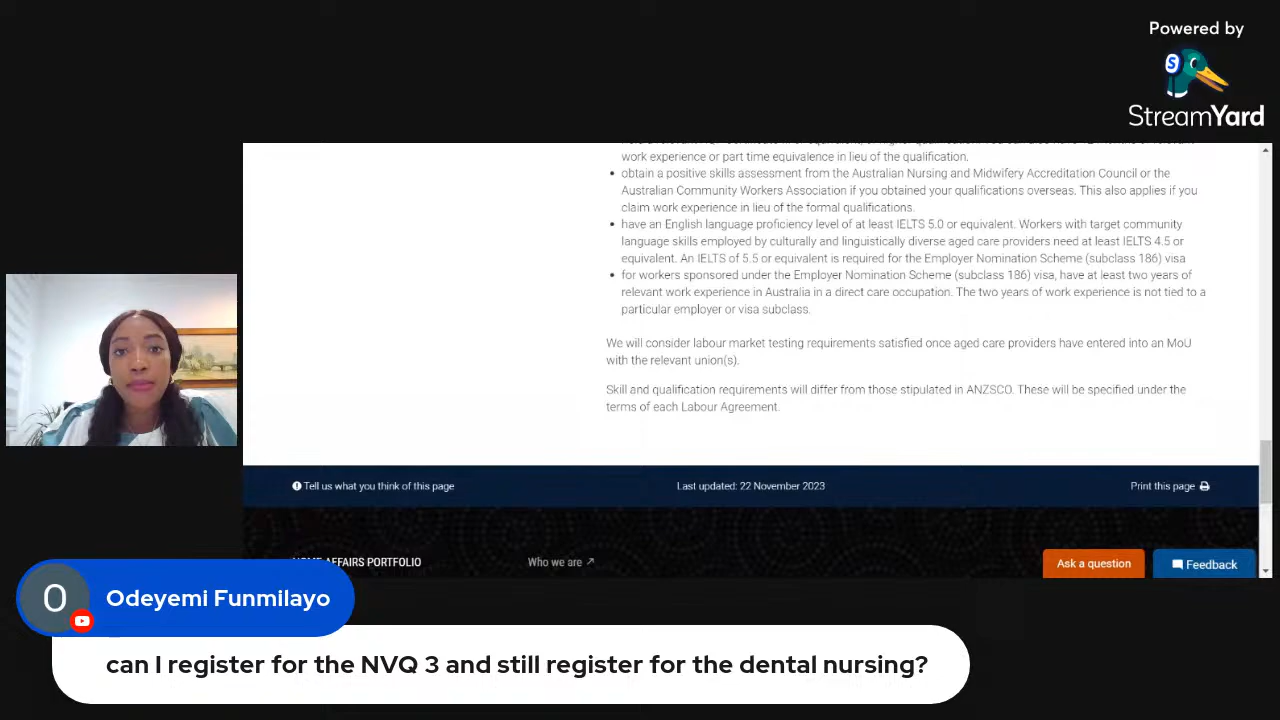 Powered by
StreamYard
work experience or part time equivalence in lieu of the qualification.
obtain a positive skills assessment from the Australian Nursing and Midwifery Accreditation Council or the
Australian Community Workers Association if you obtained your qualifications overseas. This also applies if you
claim work experience in lieu of the formal qualifications.
have an English language proficiency level of at least IELTS 5.0 or equivalent. Workers with target community
language skills employed by culturally and linguistically diverse aged care providers need at least IELTS 4.5 or
equivalent. An IELTS of 5.5 or equivalent is required for the Employer Nomination Scheme (subclass 186) visa
for workers sponsored under the Employer Nomination Scheme (subclass 186) visa, have at least two years of
relevant work experience in Australia in a direct care occupation. The two years of work experience is not tied to a
particular employer or visa subclass.
We will consider labour market testing requirements satisfied once aged care providers have entered into an MoU
with the relevant union(s).
Skill and qualification requirements will differ from those stipulated in ANZSCO. These will be specified under the
terms of each Labour Agreement.
Tell us what you think of this page
Last updated: 22 November 2023
Print this page
HOME AFFAIRS PORTFOLIO
Who we are
Ask a question
Feedback
O
Odeyemi Funmilayo
can I register for the NVQ 3 and still register for the dental nursing?